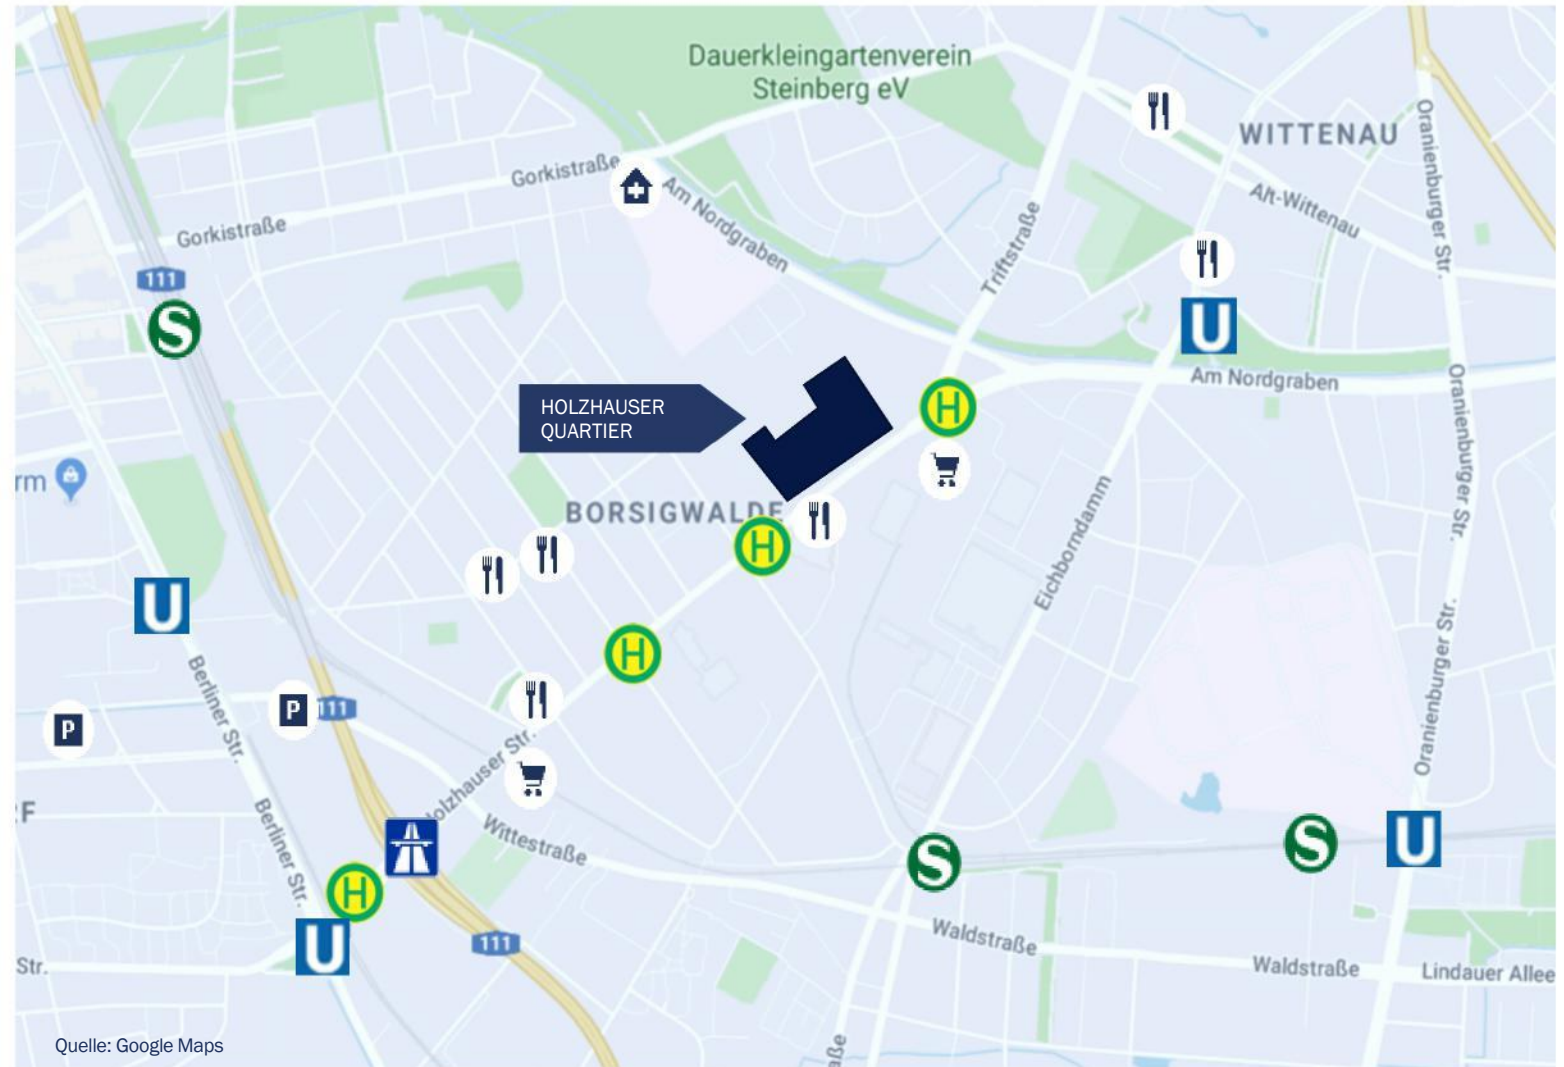 Dauerkleingartenverein
Steinberg eV
WITTENAU
Oranienburger Str.
Gorkistraße
Am Nordgraben
Alt-Wittenau
Gorkistraße
Triftstraße
111
S
U
Am Nordgraben
HOLZHAUSER
QUARTIER
H
Oranienburger Str.
rm
BORSIGWALDE
H
Eichborndamm
U
H
Berliner Str.
P
111
P
Oranienburger Str.
Holzhauser Str.
F
Berliner Str.
Wittestraße
S
S
U
H
U
111
Waldstraße
Str.
Waldstraße
Lindauer Allee
Quelle: Google Maps
aße